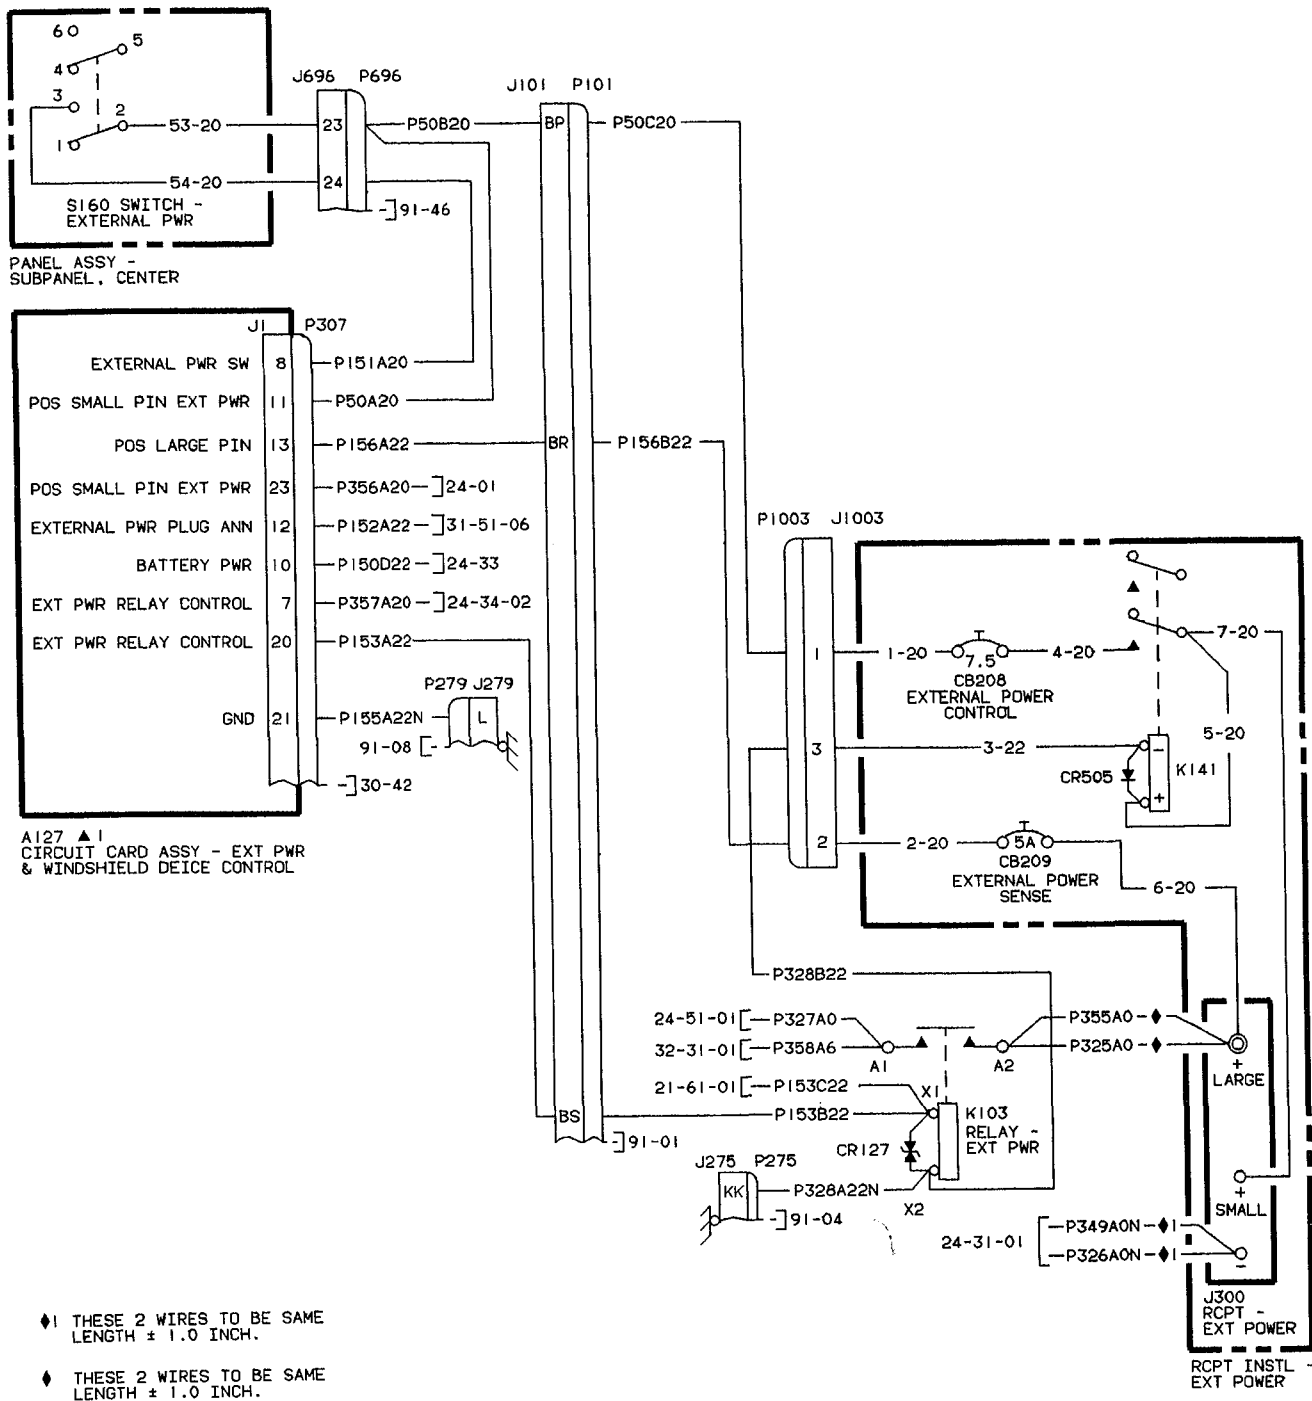 6
5
4
3
2
1
53-20
54-20
S160 SWITCH -
EXTERNAL PWR
PANEL ASSY -
SUBPANEL, CENTER
J696 P696
23
24
P50B20
91-46
J101 P101
BP
P50C20
J1 P307
EXTERNAL PWR SW 8 P151A20
POS SMALL PIN EXT PWR 11 P50A20
POS LARGE PIN 13 P156A22
BR
P156B22
POS SMALL PIN EXT PWR 23 P356A20 24-01
EXTERNAL PWR PLUG ANN 12 P152A22 31-51-06
BATTERY PWR 10 P150D22 24-33
EXT PWR RELAY CONTROL 7 P357A20 24-34-02
EXT PWR RELAY CONTROL 20 P153A22
GND 21 P155A22N
P279 J279
L
91-08
30-42
A127 ▲ 1
CIRCUIT CARD ASSY - EXT PWR
& WINDSHIELD DEICE CONTROL
P1003 J1003
1
1-20
7.5
CB208
EXTERNAL POWER
CONTROL
4-20
7-20
5-20
3
3-22
CR505
-
+
K141
2
2-20
5A
CB209
EXTERNAL POWER
SENSE
6-20
P328B22
24-51-01 P327A0
32-31-01 P358A6
A1
A2
P355A0 ♦
P325A0 ♦
+
LARGE
21-61-01 P153C22
X1
BS
P153B22
K103
RELAY -
EXT PWR
CR127
91-01
J275 P275
KK
P328A22N
X2
91-04
+
SMALL
24-31-01
P349A0N ♦1
P326A0N ♦1
-
J300
RCPT -
EXT POWER
RCPT INSTL -
EXT POWER
♦1 THESE 2 WIRES TO BE SAME
LENGTH ± 1.0 INCH.
♦ THESE 2 WIRES TO BE SAME
LENGTH ± 1.0 INCH.